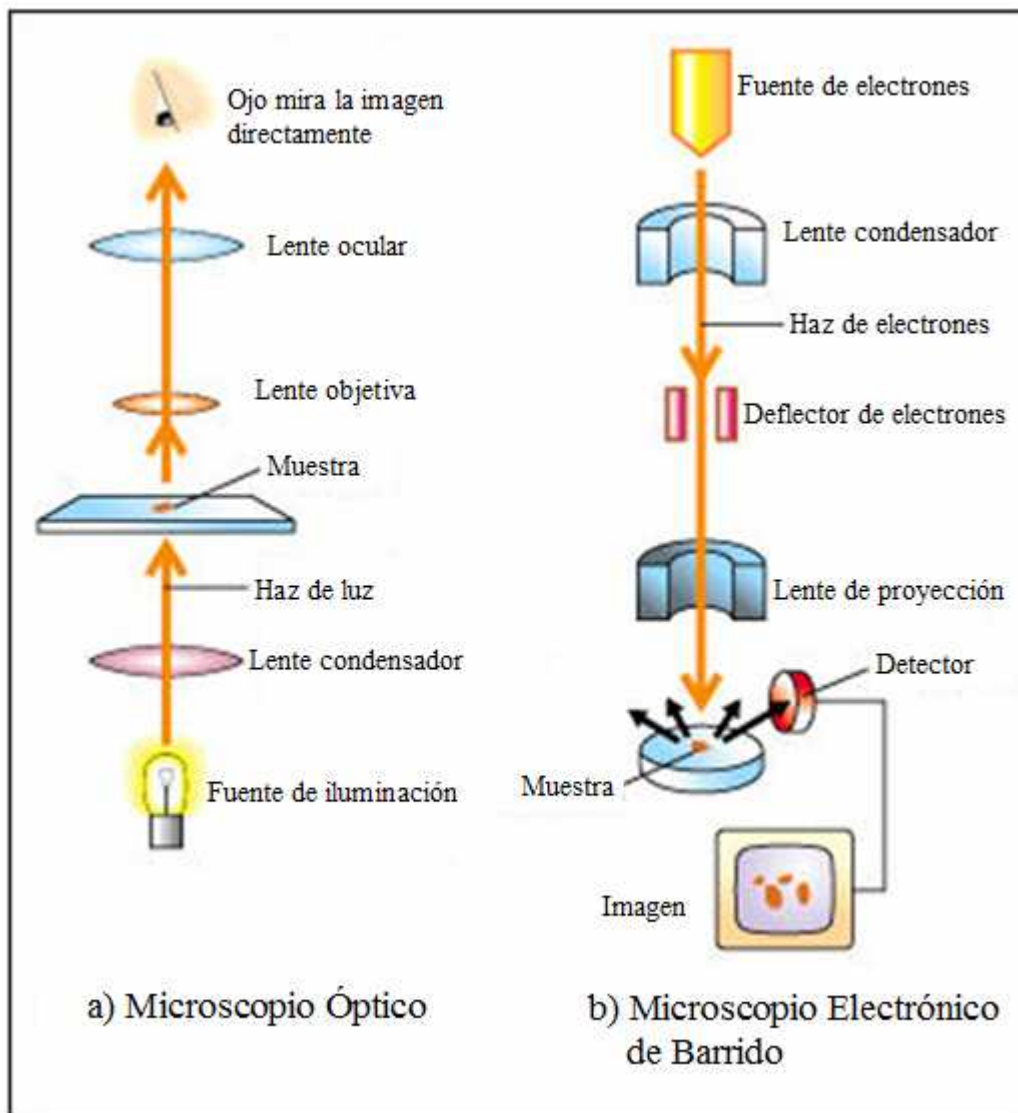 Ojo mira la imagen
directamente
Lente ocular
Lente objetiva
Muestra
Haz de luz
Lente condensador
Fuente de iluminación
a) Microscopio Óptico
Fuente de electrones
Lente condensador
Haz de electrones
Deflector de electrones
Lente de proyección
Detector
Muestra
Imagen
b) Microscopio Electrónico
de Barrido